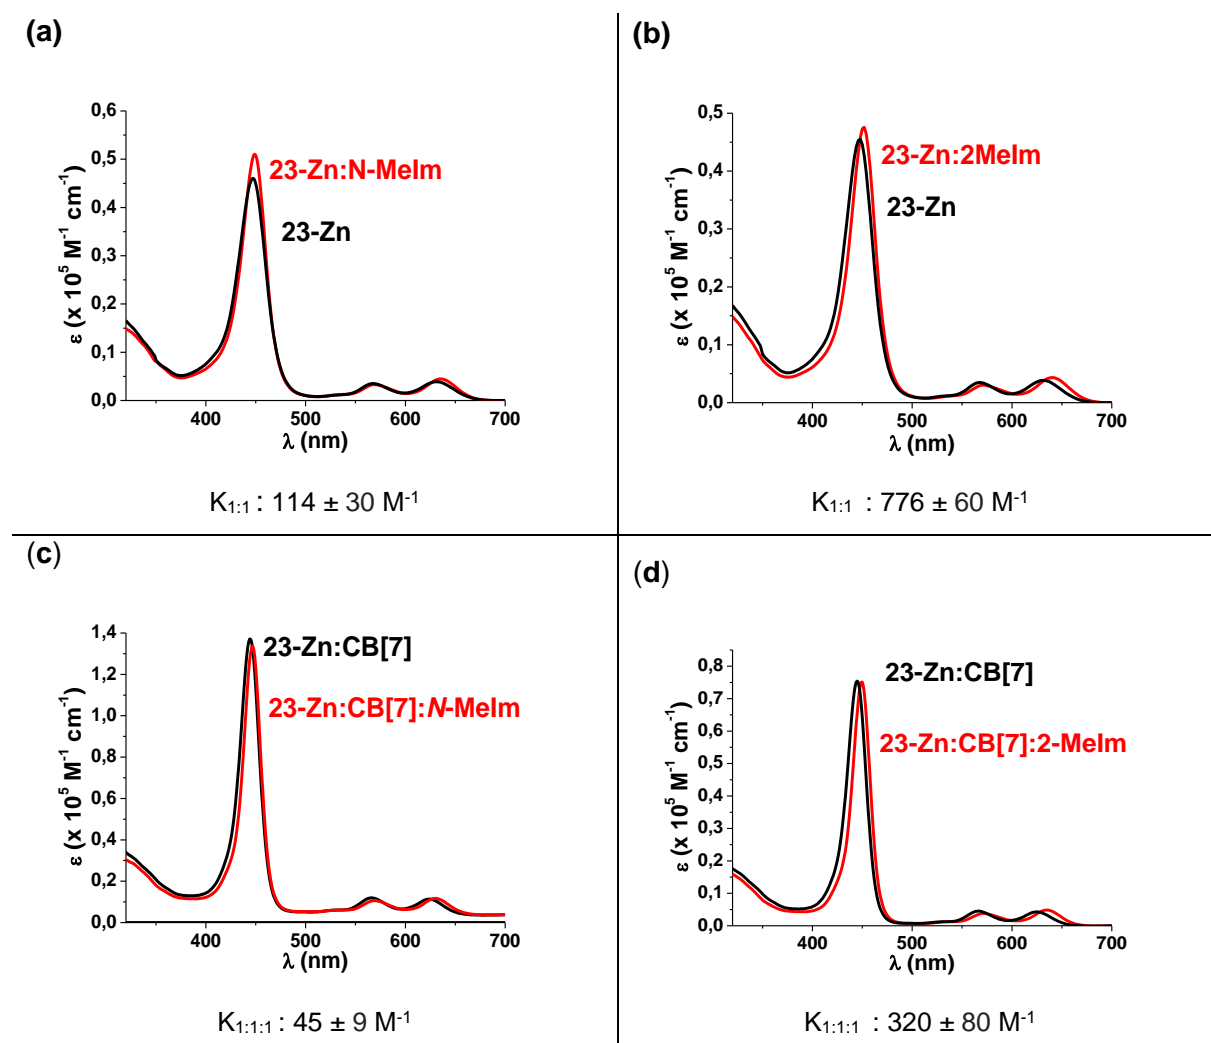 (a)
0,6
0,5
0,4
0,3
0,2
0,1
0,0
ε (x 10⁵ M⁻¹ cm⁻¹)
23-Zn:N-MeIm
23-Zn
400 500 600 700
λ (nm)
K1:1 : 114 ± 30 M⁻¹
(b)
0,5
0,4
0,3
0,2
0,1
0,0
ε (x 10⁵ M⁻¹ cm⁻¹)
23-Zn:2MeIm
23-Zn
400 500 600 700
λ (nm)
K1:1 : 776 ± 60 M⁻¹
(c)
1,4
1,2
1,0
0,8
0,6
0,4
0,2
0,0
ε (x 10⁵ M⁻¹ cm⁻¹)
23-Zn:CB[7]
23-Zn:CB[7]:N-MeIm
400 500 600 700
λ (nm)
K1:1:1 : 45 ± 9 M⁻¹
(d)
0,8
0,7
0,6
0,5
0,4
0,3
0,2
0,1
0,0
ε (x 10⁵ M⁻¹ cm⁻¹)
23-Zn:CB[7]
23-Zn:CB[7]:2-MeIm
400 500 600 700
λ (nm)
K1:1:1 : 320 ± 80 M⁻¹